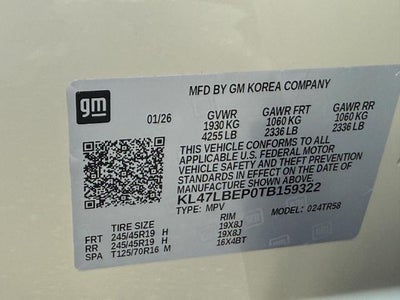 gm
MFD BY GM KOREA COMPANY
01/26 GVWR GAWR FRT GAWR RR
1930 KG 1060 KG 1060 KG
4255 LB 2336 LB 2336 LB
THIS VEHICLE CONFORMS TO ALL
APPLICABLE U.S. FEDERAL MOTOR
VEHICLE SAFETY
STANDARDS IN
EFFECT ON THE DATE OF
MANUFACTURE SHOWN ABOVE.
KL47LBEP0TB159322
TYPE: MPV MODEL: 024TR58
TIRE SIZE RIM
FRT 245/45R19 H 19X8J
RR 245/45R19 H 19X8J
SPA T125/70R16 M 16X4BT